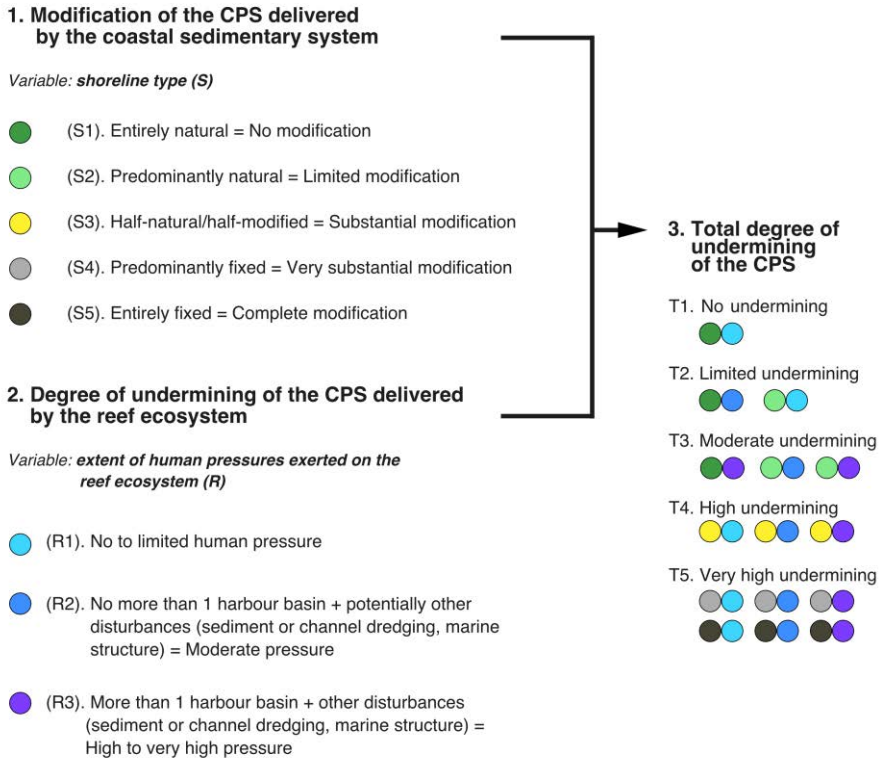 1. Modification of the CPS delivered
by the coastal sedimentary system
Variable: shoreline type (S)
(S1). Entirely natural = No modification
(S2). Predominantly natural = Limited modification
(S3). Half-natural/half-modified = Substantial modification
(S4). Predominantly fixed = Very substantial modification
(S5). Entirely fixed = Complete modification
2. Degree of undermining of the CPS delivered
by the reef ecosystem
Variable: extent of human pressures exerted on the
reef ecosystem (R)
(R1). No to limited human pressure
(R2). No more than 1 harbour basin + potentially other
disturbances (sediment or channel dredging, marine
structure) = Moderate pressure
(R3). More than 1 harbour basin + other disturbances
(sediment or channel dredging, marine structure) =
High to very high pressure
3. Total degree of
undermining
of the CPS
T1. No undermining
T2. Limited undermining
T3. Moderate undermining
T4. High undermining
T5. Very high undermining